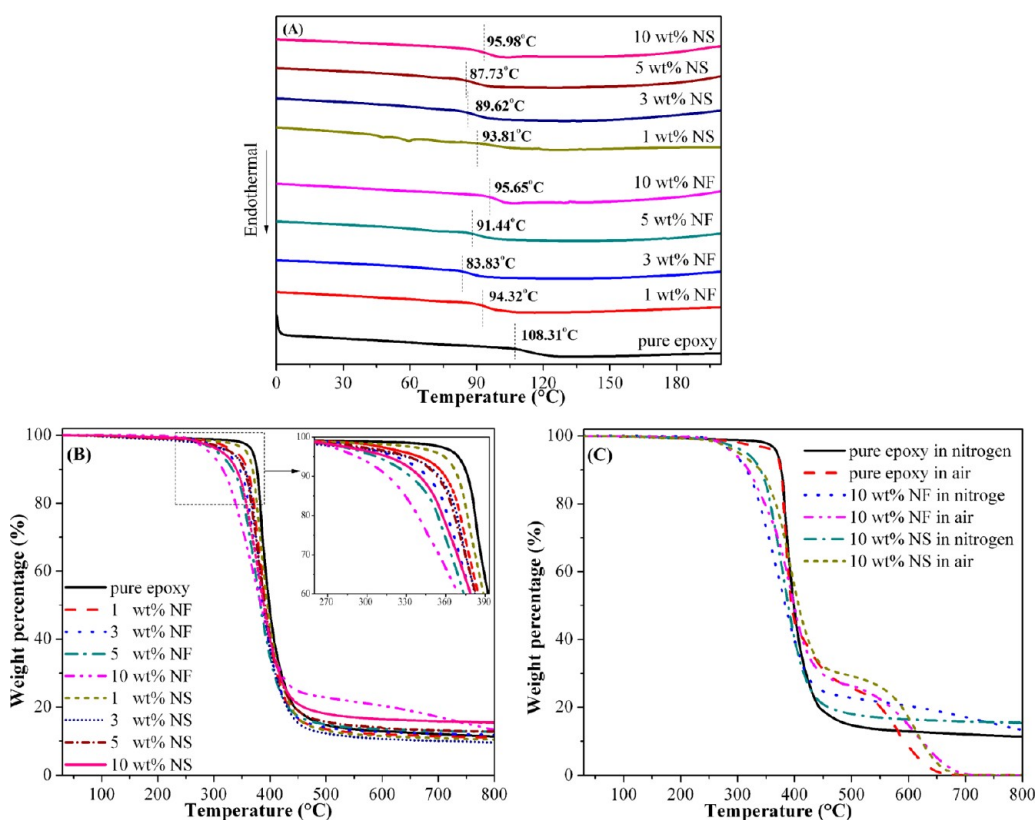 (A)
95.98°C
10 wt% NS
87.73°C
5 wt% NS
89.62°C
3 wt% NS
93.81°C
1 wt% NS
Endothermal
95.65°C
10 wt% NF
91.44°C
5 wt% NF
83.83°C
3 wt% NF
94.32°C
1 wt% NF
108.31°C
pure epoxy
0 30 60 90 120 150 180
Temperature (°C)
(B)
Weight percentage (%)
100
80
60
40
20
0
100
90
80
70
60
270 300 330 360 390
pure epoxy
1 wt% NF
3 wt% NF
5 wt% NF
10 wt% NF
1 wt% NS
3 wt% NS
5 wt% NS
10 wt% NS
100 200 300 400 500 600 700 800
Temperature (°C)
(C)
Weight percentage (%)
100
80
60
40
20
0
pure epoxy in nitrogen
pure epoxy in air
10 wt% NF in nitroge
10 wt% NF in air
10 wt% NS in nitrogen
10 wt% NS in air
100 200 300 400 500 600 700 800
Temperature (°C)